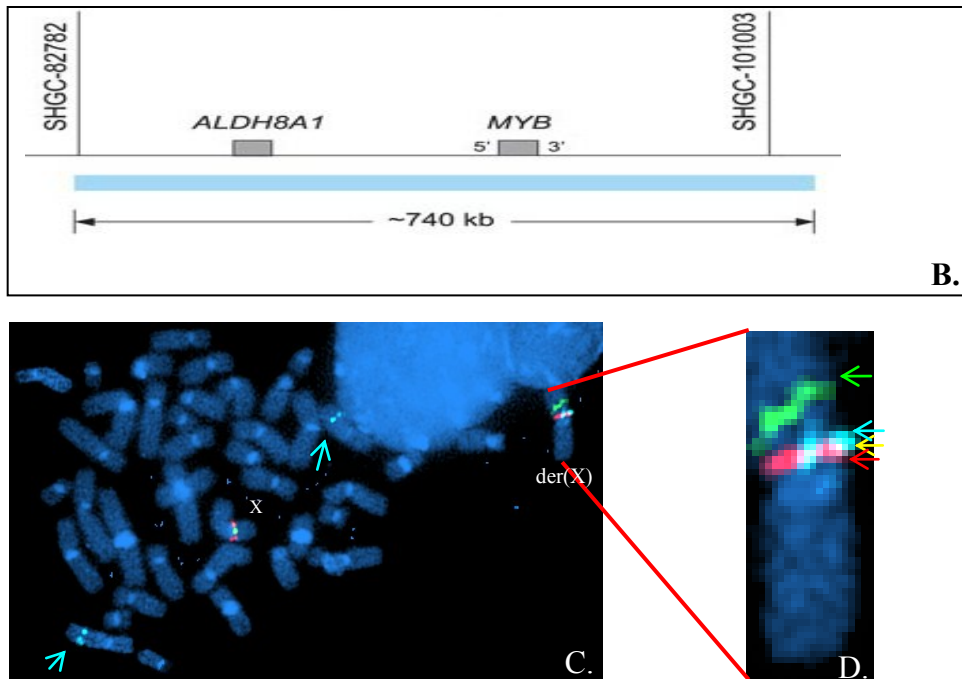 SHGC-82782
SHGC-101003
ALDH8A1
MYB
5' 3'
~740 kb
B.
X
der(X)
C.
D.